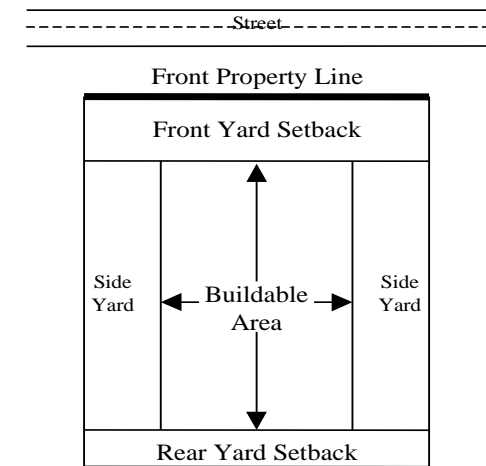 Street
Front Property Line
Front Yard Setback
Side
Yard
Buildable
Area
Side
Yard
Rear Yard Setback